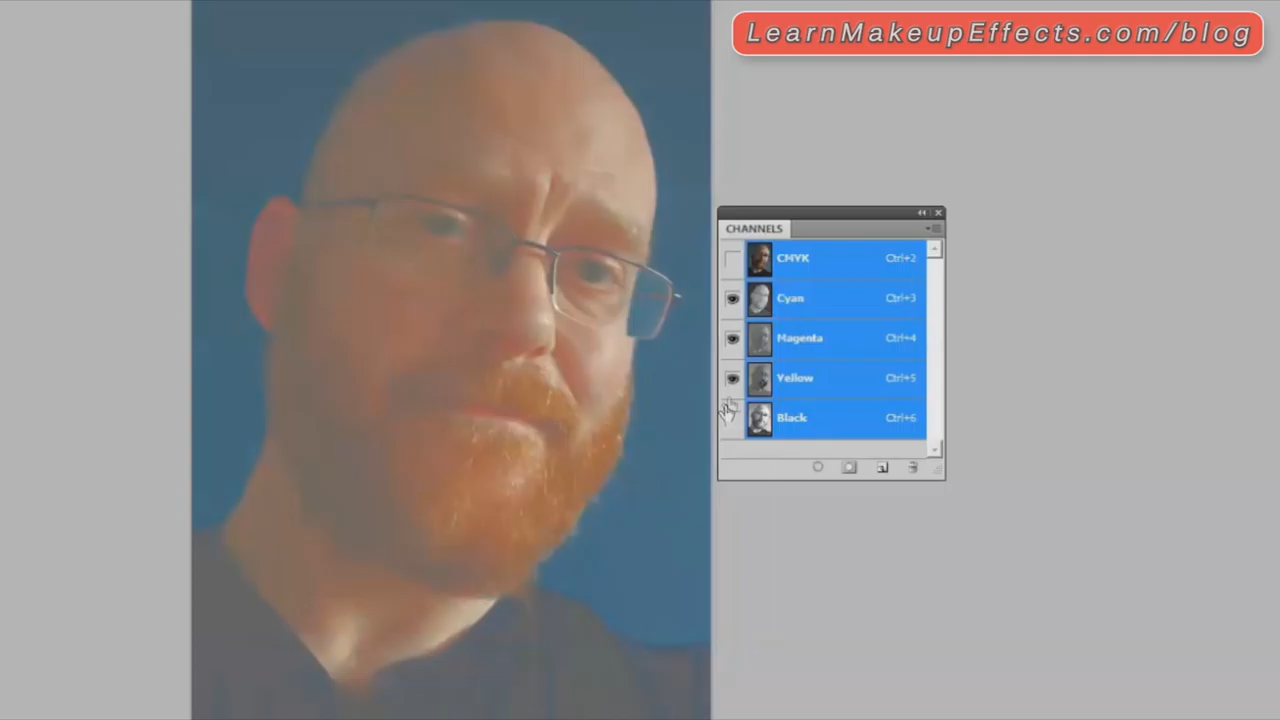 LearnMakeupEffects.com/blog
CHANNELS
CMYK Ctrl+2
Cyan Ctrl+3
Magenta Ctrl+4
Yellow Ctrl+5
Black Ctrl+6